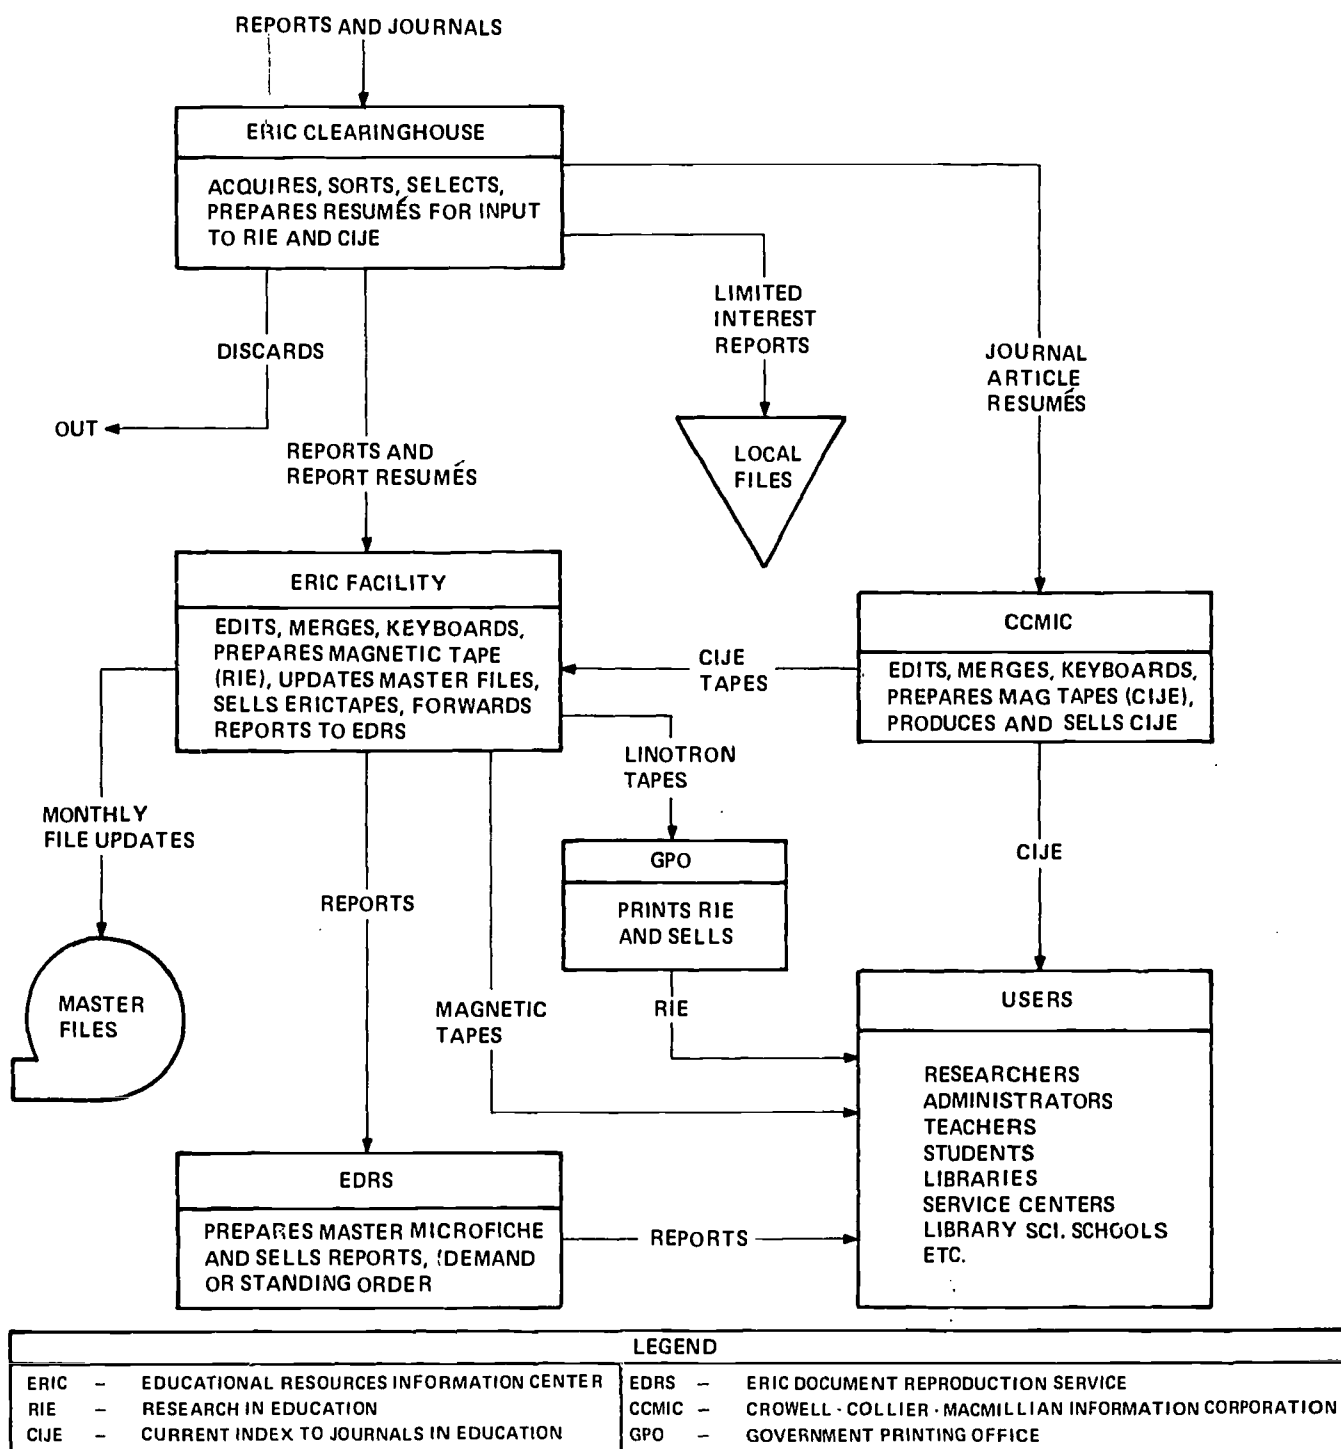 REPORTS AND JOURNALS
ERIC CLEARINGHOUSE
ACQUIRES, SORTS, SELECTS,
PREPARES RESUMÉS FOR INPUT
TO RIE AND CIJE
LIMITED
INTEREST
REPORTS
DISCARDS
JOURNAL
ARTICLE
RESUMÉS
OUT
REPORTS AND
REPORT RESUMÉS
LOCAL
FILES
ERIC FACILITY
EDITS, MERGES, KEYBOARDS,
PREPARES MAGNETIC TAPE
(RIE), UPDATES MASTER FILES,
SELLS ERICTAPES, FORWARDS
REPORTS TO EDRS
CIJE
TAPES
CCMIC
EDITS, MERGES, KEYBOARDS,
PREPARES MAG TAPES (CIJE),
PRODUCES AND SELLS CIJE
LINOTRON
TAPES
MONTHLY
FILE UPDATES
REPORTS
GPO
PRINTS RIE
AND SELLS
CIJE
MASTER
FILES
MAGNETIC
TAPES
RIE
USERS
RESEARCHERS
ADMINISTRATORS
TEACHERS
STUDENTS
LIBRARIES
SERVICE CENTERS
LIBRARY SCI. SCHOOLS
ETC.
EDRS
PREPARES MASTER MICROFICHE
AND SELLS REPORTS, (DEMAND
OR STANDING ORDER
REPORTS
LEGEND
ERIC – EDUCATIONAL RESOURCES INFORMATION CENTER
RIE – RESEARCH IN EDUCATION
CIJE – CURRENT INDEX TO JOURNALS IN EDUCATION
EDRS – ERIC DOCUMENT REPRODUCTION SERVICE
CCMIC – CROWELL - COLLIER - MACMILLIAN INFORMATION CORPORATION
GPO – GOVERNMENT PRINTING OFFICE